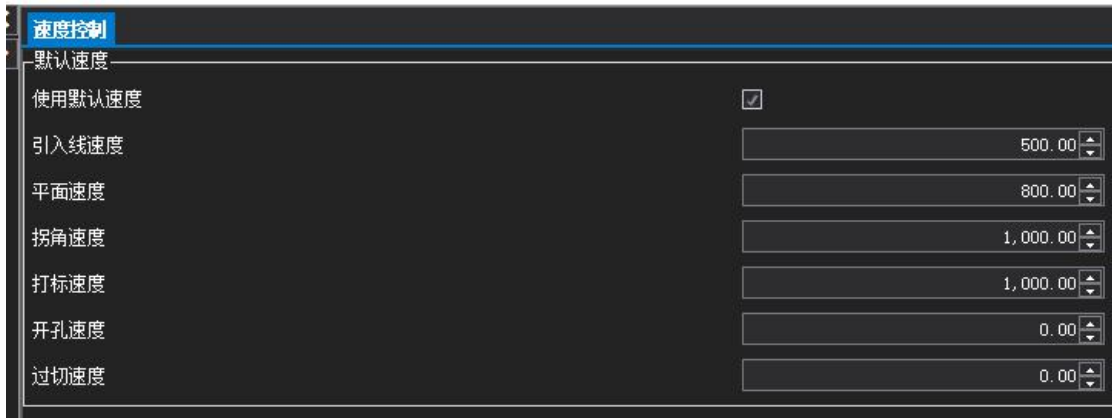 速度控制
默认速度
使用默认速度
引入线速度 500.00
平面速度 800.00
拐角速度 1,000.00
打标速度 1,000.00
开孔速度 0.00
过切速度 0.00